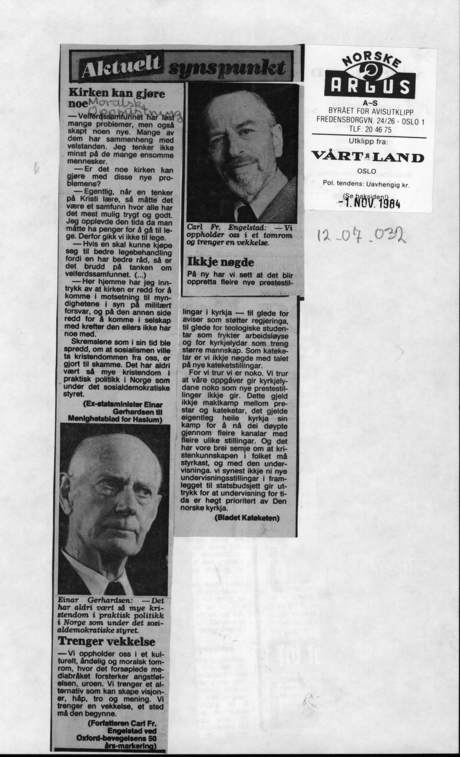 Aktuelt synspunkt
Kirken kan gjøre
noe
Moralsk
Opprustning
— Velferdssamfunnet har løst
mange problemer, men også
skapt noen nye. Mange av
dem har sammenheng med
velstanden. Jeg tenker ikke
minst på de mange ensomme
mennesker.
— Er det noe kirken kan
gjøre med disse nye pro-
blemene?
— Egentlig, når en tenker
på Kristi lære, så måtte det
være et samfunn hvor alle har
det mest mulig trygt og godt.
Jeg opplevde den tida da man
måtte ha penger for å gå til le-
ge. Derfor gikk vi ikke til lege.
— Hvis en skal kunne kjøpe
seg til bedre legebehandling
fordi en har bedre råd, så er
det brudd på tanken om
velferdssamfunnet. (...)
— Her hjemme har jeg inn-
trykk av at kirken er redd for å
komme i motsetning til myn-
dighetene i syn på militært
forsvar, og på den annen side
redd for å komme i selskap
med krefter den ellers ikke har
noe med.
Skremslene som i sin tid ble
spredd, om at sosialismen ville
ta kristendommen fra oss, er
gjort til skamme. Det har aldri
vært så mye kristendom i
praktisk politikk i Norge som
under det sosialdemokratiske
styret.
(Ex-statsminister Einar
Gerhardsen til
Menighetsblad for Haslum)
Einar Gerhardsen: — Det
har aldri vært så mye kri-
stendom i praktisk politikk
i Norge som under det sosi-
aldemokratiske styret.
Trenger vekkelse
— Vi oppholder oss i et kul-
turelt, åndelig og moralsk tom-
rom, hvor det forsøplede me-
diabråket forsterker angstføl-
elsen, uroen. Vi trenger et al-
ternativ som kan skape visjon-
er, håp, tro og mening. Vi
trenger en vekkelse, et sted
må den begynne.
(Forfatteren Carl Fr.
Engelstad ved
Oxford-bevegelsens 50
års-markering)
Carl Fr. Engelstad: — Vi
oppholder oss i et tomrom
og trenger en vekkelse.
Ikkje nøgde
På ny har vi sett at det blir
oppretta fleire nye prestestil-
lingar i kyrkja — til glede for
aviser som støtter regjeringa,
til glede for teologiske studen-
tar som frykter arbeidsløyse
og for kyrkjelydar som treng
større mannskap. Som kateke-
tar er vi ikkje nøgde med talet
på nye kateketstillingar.
For vi trur vi er noko. Vi trur
at våre oppgåver gir kyrkjely-
dane noko som nye prestestil-
lingar ikkje gir. Dette gjeld
ikkje maktkamp mellom pre-
star og kateketar, det gjelde
eigentleg heile kyrkja sin
kamp for å nå dei døypte
gjennom fleire kanalar med
fleire ulike stillingar. Og det
har vore brei semje om at kri-
stenkunnskapen i folket må
styrkast, og med den under-
visninga. vi synest ikkje ni nye
undervisningsstillingar i fram-
legget til statsbudsjett gir ut-
trykk for at undervisning for ti-
da er høgt prioritert av Den
norske kyrkja.
(Bladet Kateketen)
NORSKE
ARGUS
A-S
BYRÅET FOR AVISUTKLIPP
FREDENSBORGVN. 24/26 - OSLO 1
TLF. 20 46 75
Utklipp fra:
VÅRT LAND
OSLO
Pol. tendens: Uavhengig kr.
(Se baksiden!)
-1. NOV. 1984
12_04_032